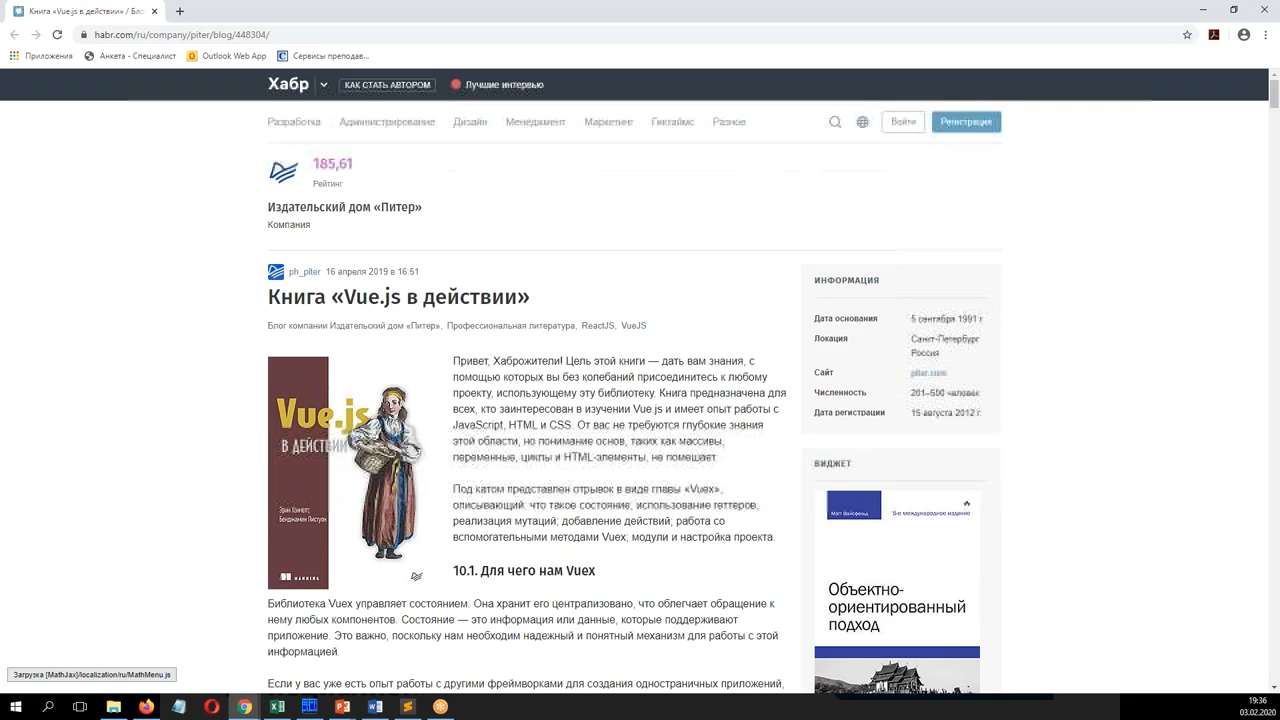 Книга «Vue.js в действии» / Бло
habr.com/ru/company/piter/blog/448304/
Приложения
Анкета - Специалист
Outlook Web App
Сервисы преподав...
Хабр
КАК СТАТЬ АВТОРОМ
Лучшие интервью
Разработка
Администрирование
Дизайн
Менеджмент
Маркетинг
Гиктаймс
Разное
Войти
Регистрация
185,61
Рейтинг
Издательский дом «Питер»
Компания
ph_piter 16 апреля 2019 в 16:51
Книга «Vue.js в действии»
Блог компании Издательский дом «Питер», Профессиональная литература, ReactJS, VueJS
Vue.js
В ДЕЙСТВИИ
Эрик Хэнчетт,
Бенджамин Листуон
MANNING
Привет, Хаброжители! Цель этой книги — дать вам знания, с
помощью которых вы без колебаний присоединитесь к любому
проекту, использующему эту библиотеку. Книга предназначена для
всех, кто заинтересован в изучении Vue.js и имеет опыт работы с
JavaScript, HTML и CSS. От вас не требуются глубокие знания
этой области, но понимание основ, таких как массивы,
переменные, циклы и HTML-элементы, не помешает.
Под катом представлен отрывок в виде главы «Vuex»,
описывающий: что такое состояние; использование геттеров;
реализация мутаций; добавление действий; работа со
вспомогательными методами Vuex; модули и настройка проекта.
10.1. Для чего нам Vuex
Библиотека Vuex управляет состоянием. Она хранит его централизовано, что облегчает обращение к
нему любых компонентов. Состояние — это информация или данные, которые поддерживают
приложение. Это важно, поскольку нам необходим надежный и понятный механизм для работы с этой
информацией.
Если у вас уже есть опыт работы с другими фреймворками для создания одностраничных приложений,
ИНФОРМАЦИЯ
Дата основания 5 сентября 1991 г.
Локация Санкт-Петербург
Россия
Сайт piter.com
Численность 201–500 человек
Дата регистрации 15 августа 2012 г.
ВИДЖЕТ
Мэтт Вайсфельд
5-е международное издание
Объектно-
ориентированный
подход
Загрузка [MathJax]/localization/ru/MathMenu.js
19:36
03.02.2020